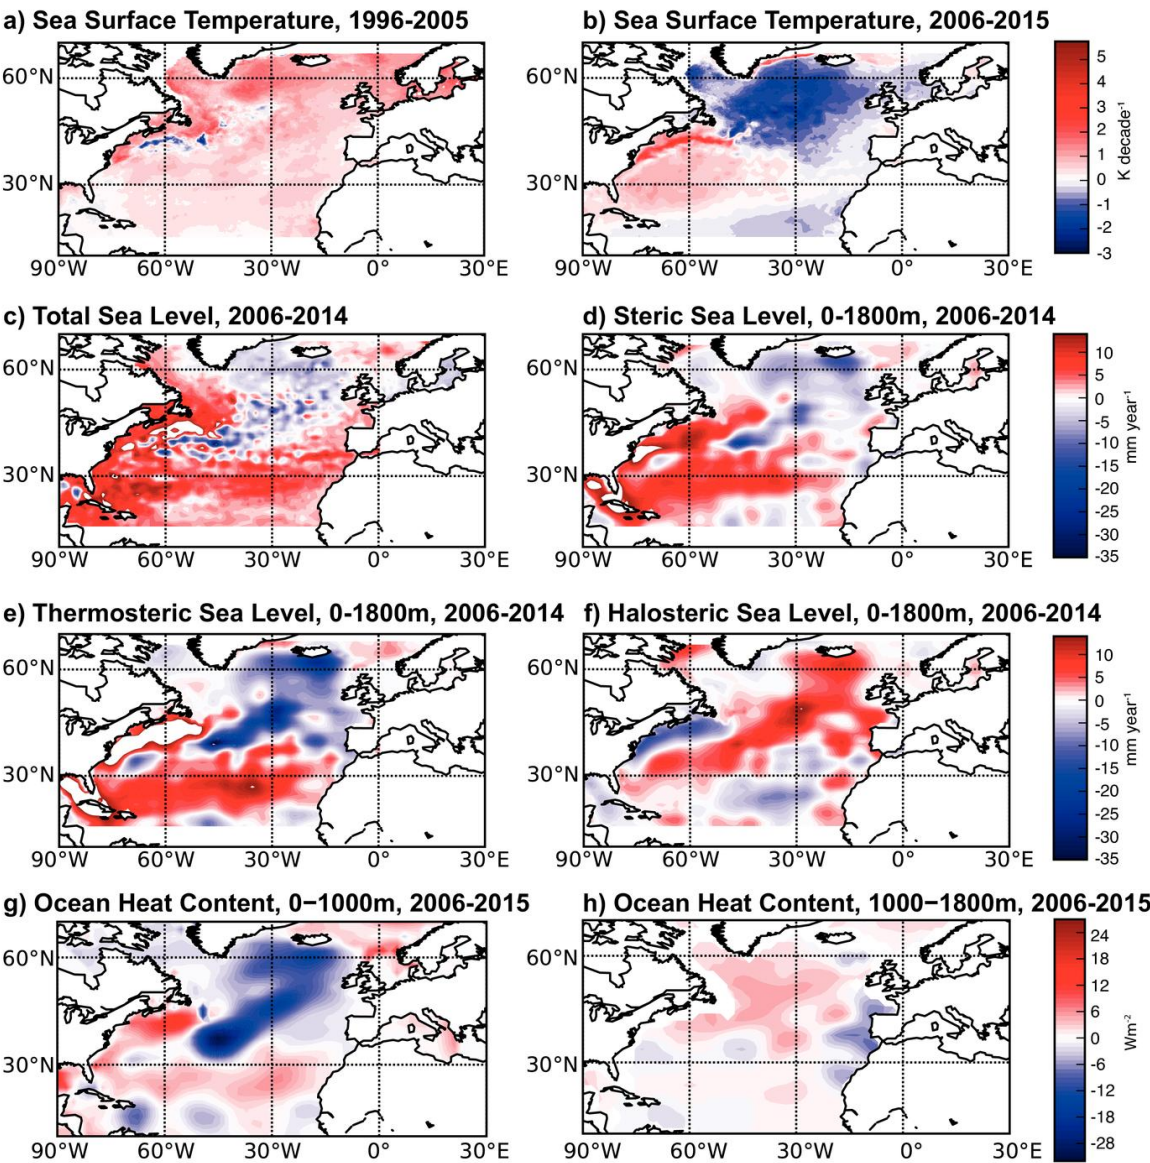 a) Sea Surface Temperature, 1996-2005
b) Sea Surface Temperature, 2006-2015
60°N
30°N
90°W 60°W 30°W 0° 30°E
60°N
30°N
90°W 60°W 30°W 0° 30°E
5
4
3
2
1
0
-1
-2
-3
K decade⁻¹
c) Total Sea Level, 2006-2014
d) Steric Sea Level, 0-1800m, 2006-2014
60°N
30°N
90°W 60°W 30°W 0° 30°E
60°N
30°N
90°W 60°W 30°W 0° 30°E
10
5
0
-5
-10
-15
-20
-25
-30
-35
mm year⁻¹
e) Thermosteric Sea Level, 0-1800m, 2006-2014
f) Halosteric Sea Level, 0-1800m, 2006-2014
60°N
30°N
90°W 60°W 30°W 0° 30°E
60°N
30°N
90°W 60°W 30°W 0° 30°E
10
5
0
-5
-10
-15
-20
-25
-30
-35
mm year⁻¹
g) Ocean Heat Content, 0−1000m, 2006-2015
h) Ocean Heat Content, 1000−1800m, 2006-2015
60°N
30°N
90°W 60°W 30°W 0° 30°E
60°N
30°N
90°W 60°W 30°W 0° 30°E
24
18
12
6
0
-6
-12
-18
-28
Wm⁻²